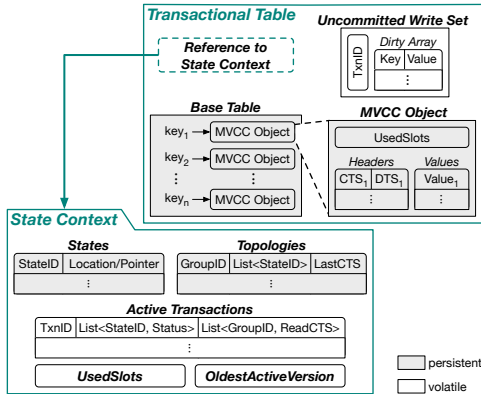 Transactional Table
Reference to
State Context
Uncommitted Write Set
TxnID
Dirty Array
Key Value
⋮
Base Table
key1 MVCC Object
key2 MVCC Object
⋮ ⋮
keyn MVCC Object
MVCC Object
UsedSlots
Headers Values
CTS1 DTS1 Value1
⋮ ⋮
State Context
States
StateID Location/Pointer
⋮
Topologies
GroupID List<StateID> LastCTS
⋮
Active Transactions
TxnID List<StateID, Status> List<GroupID, ReadCTS>
⋮
UsedSlots OldestActiveVersion
persistent
volatile